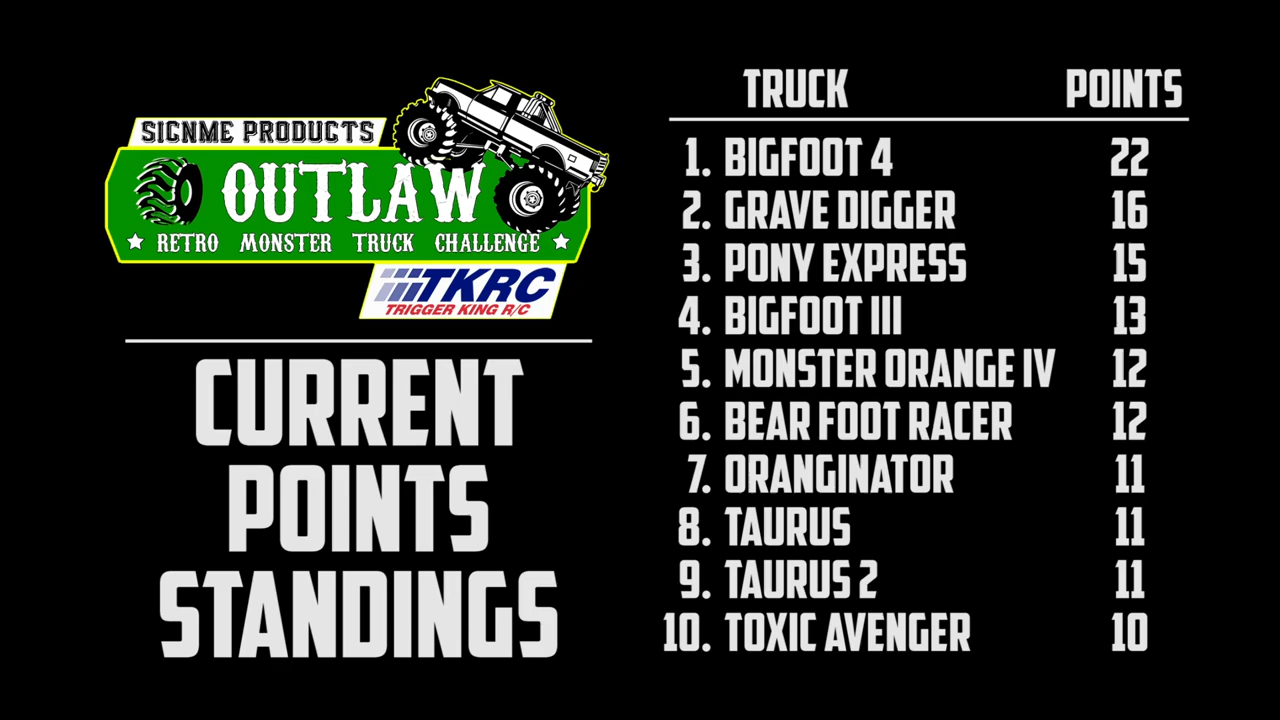 SICNME PRODUCTS
OUTLAW
RETRO MONSTER TRUCK CHALLENGE
TKRC
TRIGGER KING R/C
CURRENT
POINTS
STANDINGS
TRUCK POINTS
1. BIGFOOT 4 22
2. GRAVE DIGGER 16
3. PONY EXPRESS 15
4. BIGFOOT III 13
5. MONSTER ORANGE IV 12
6. BEAR FOOT RACER 12
7. ORANGINATOR 11
8. TAURUS 11
9. TAURUS 2 11
10. TOXIC AVENGER 10